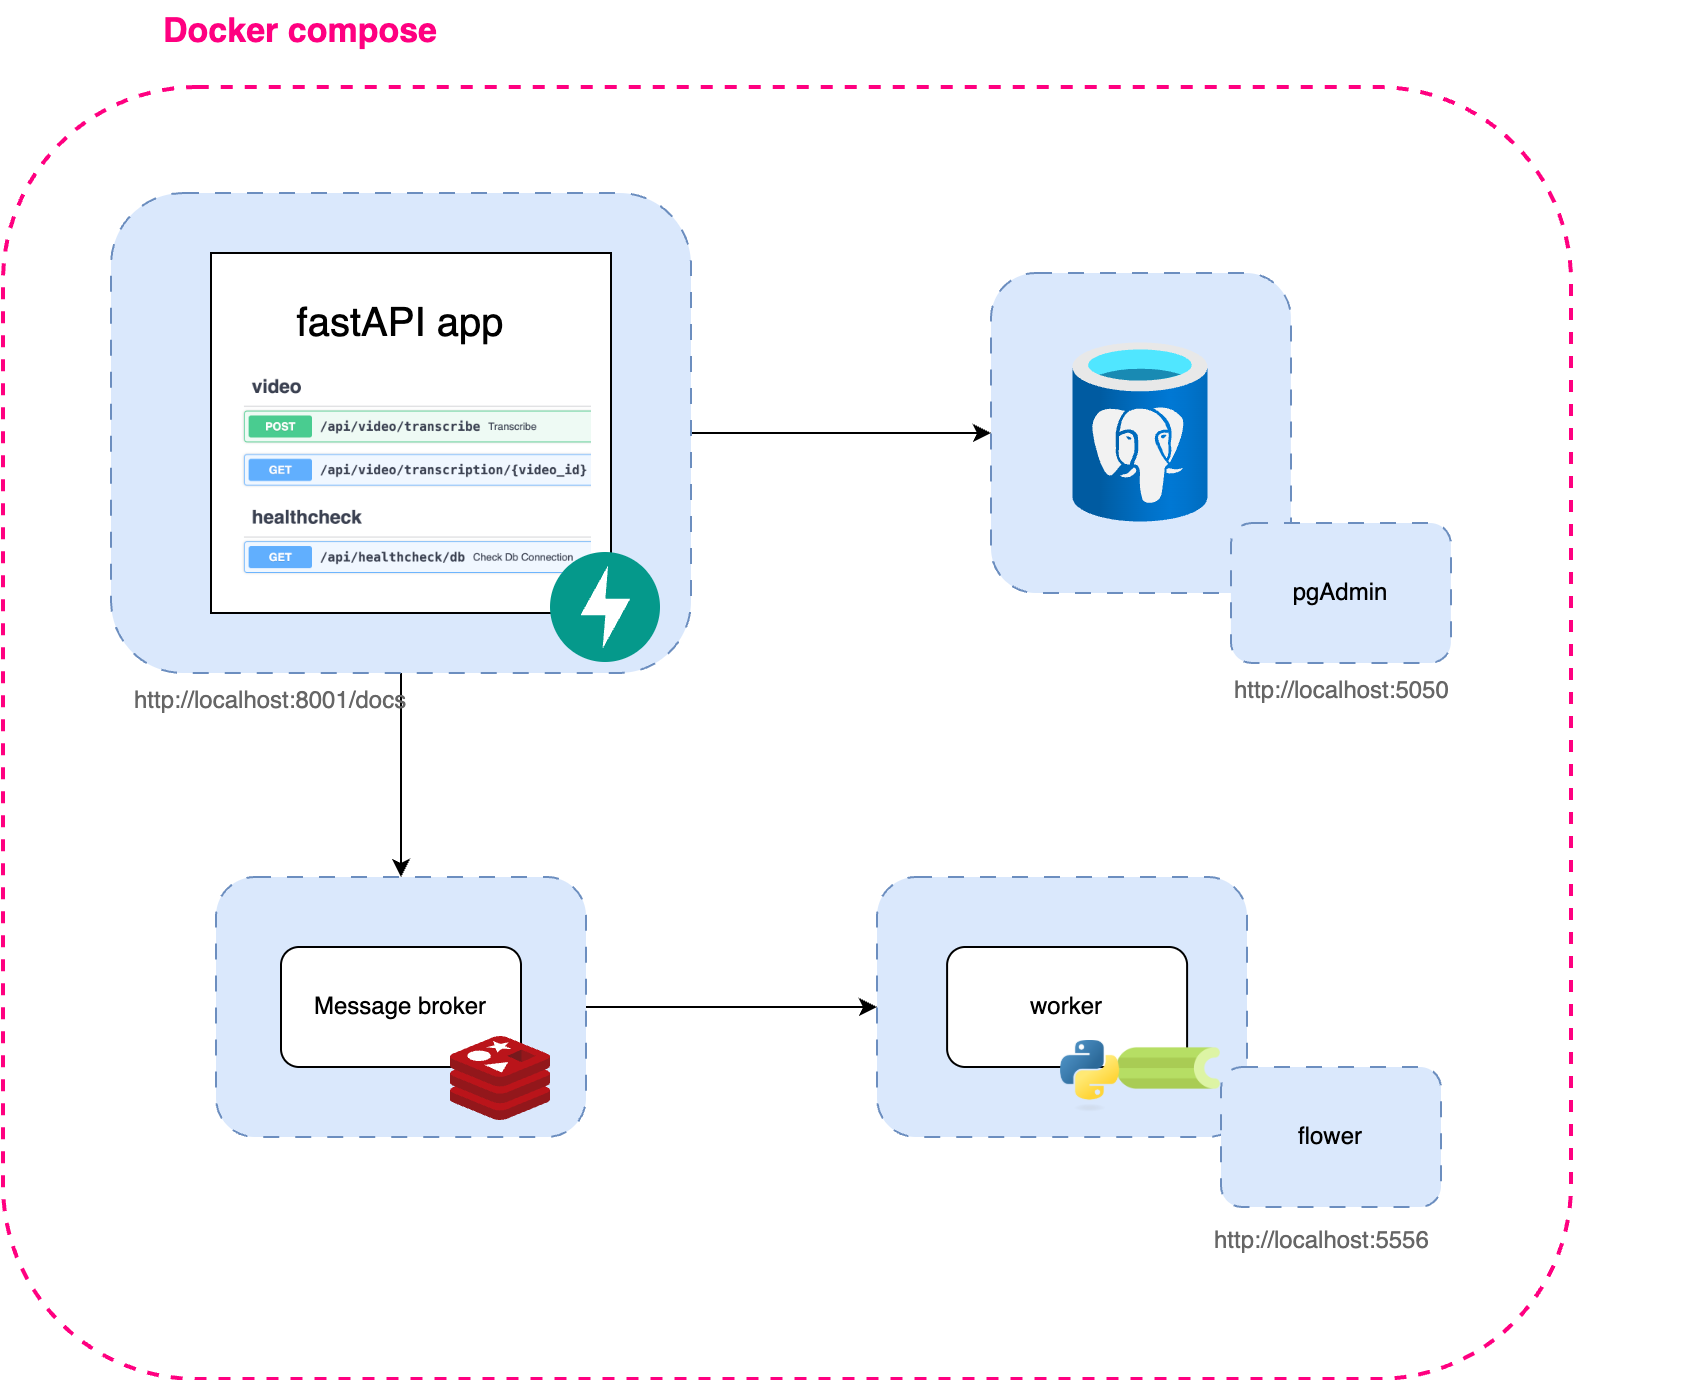 Docker compose
fastAPI app
video
POST /api/video/transcribe Transcribe
GET /api/video/transcription/{video_id}
healthcheck
GET /api/healthcheck/db Check Db Connection
http://localhost:8001/docs
pgAdmin
http://localhost:5050
Message broker
worker
flower
http://localhost:5556